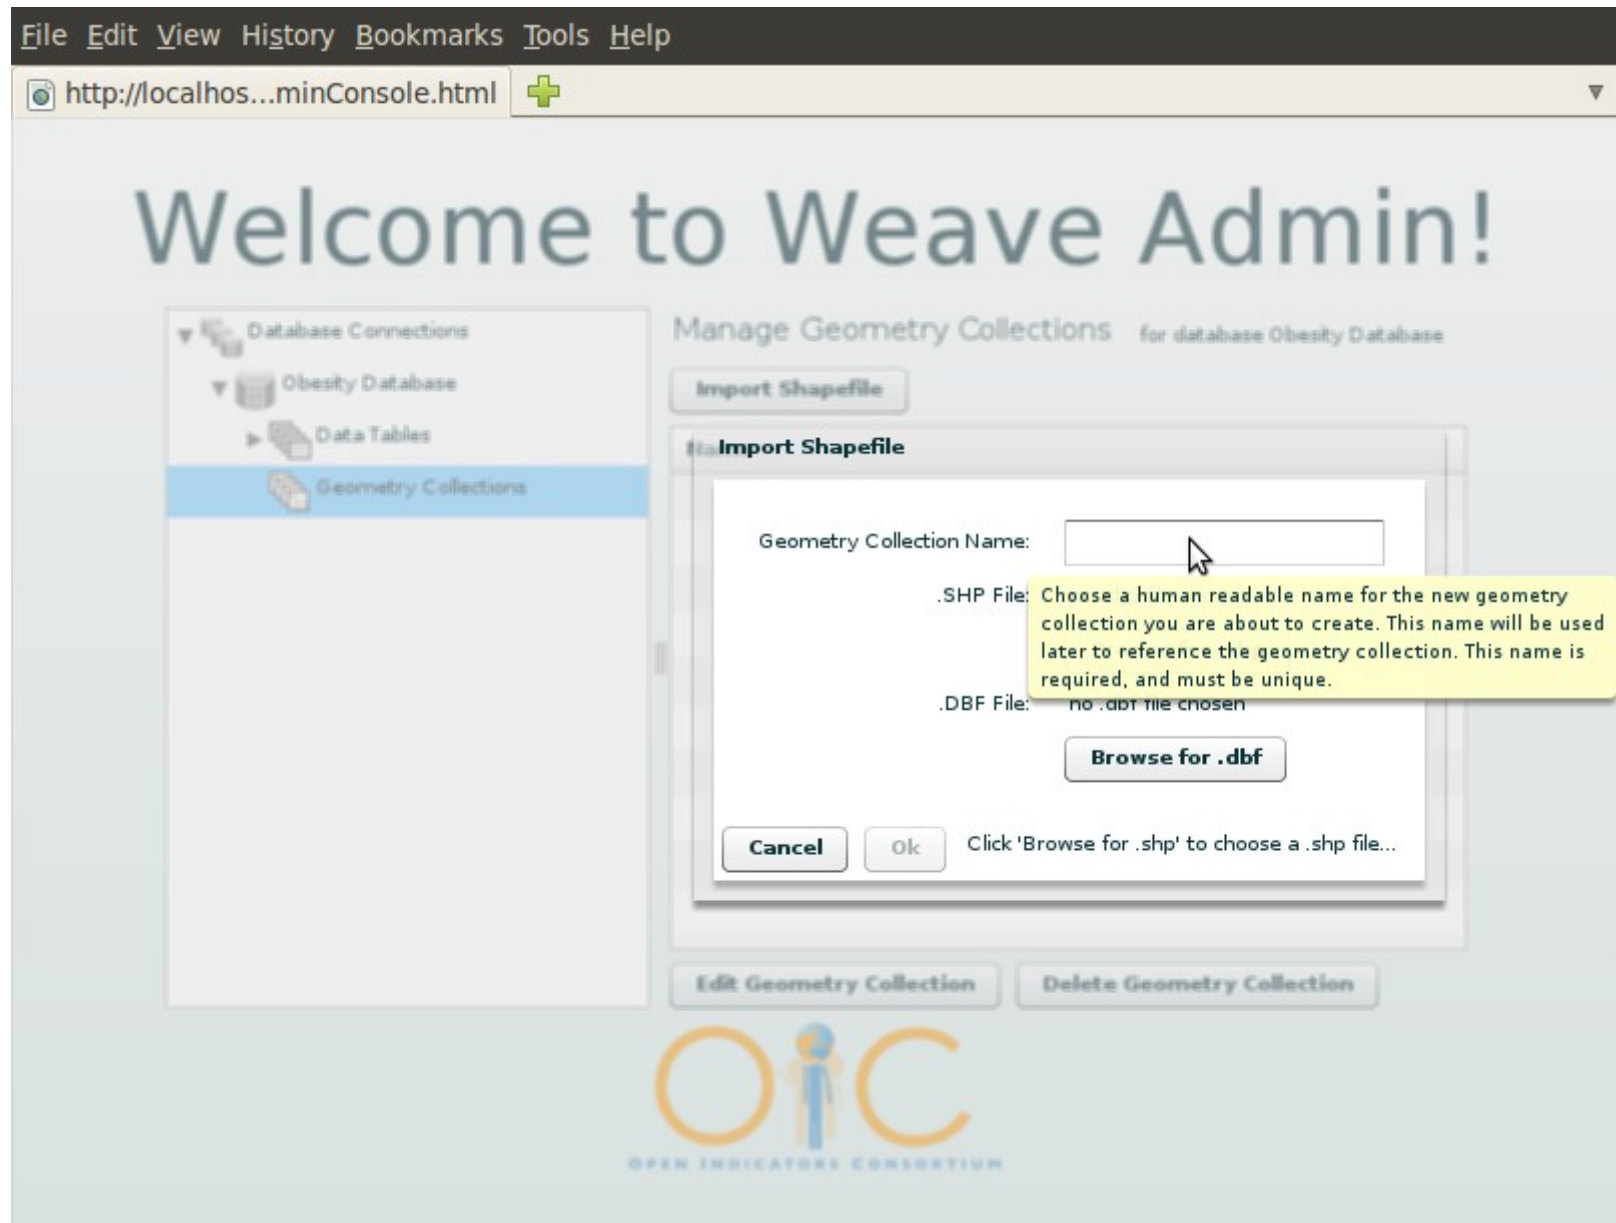 File Edit View History Bookmarks Tools Help
http://localhos...minConsole.html
Welcome to Weave Admin!
Database Connections
Obesity Database
Data Tables
Geometry Collections
Manage Geometry Collections for database Obesity Database
Import Shapefile
Import Shapefile
Geometry Collection Name:
.SHP File:
Choose a human readable name for the new geometry
collection you are about to create. This name will be used
later to reference the geometry collection. This name is
required, and must be unique.
.DBF File: no .dbf file chosen
Browse for .dbf
Cancel Ok Click 'Browse for .shp' to choose a .shp file...
Edit Geometry Collection Delete Geometry Collection
OiC
OPEN INDICATORS CONSORTIUM